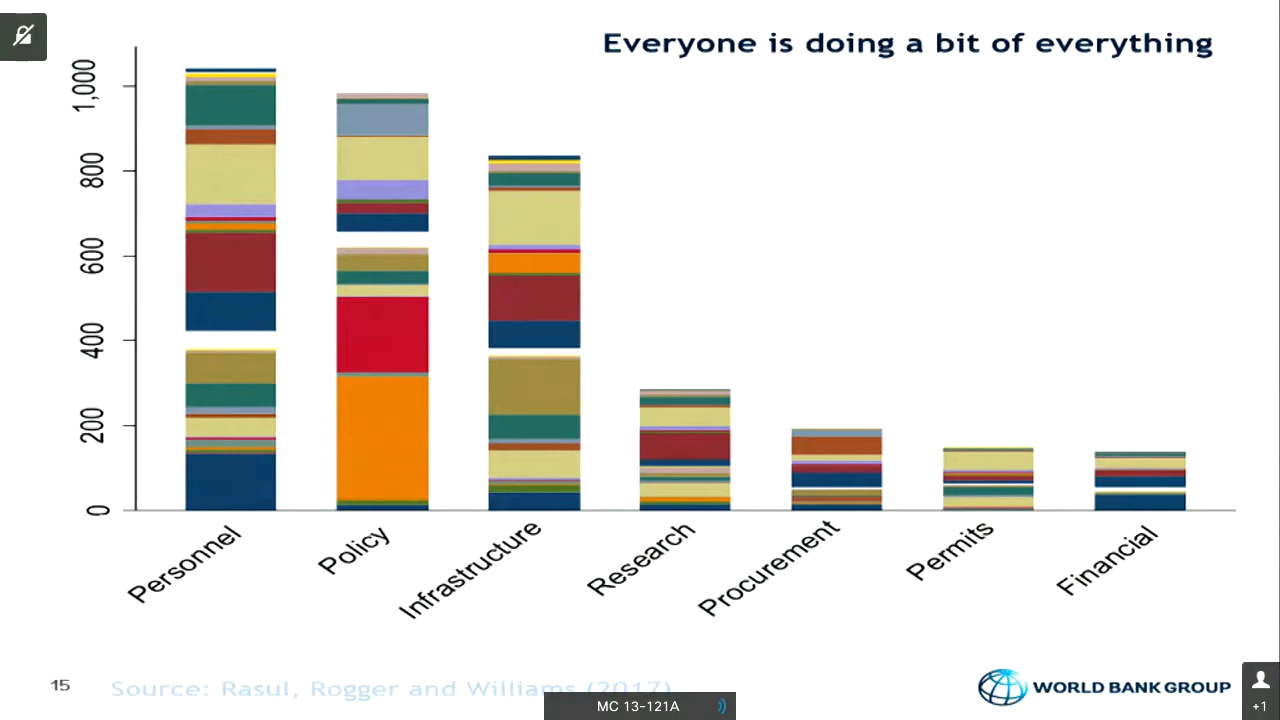 Everyone is doing a bit of everything
1,000
800
600
400
200
0
Personnel
Policy
Infrastructure
Research
Procurement
Permits
Financial
15
Source: Rasul, Rogger and Williams (2017)
WORLD BANK GROUP
MC 13-121A
+1